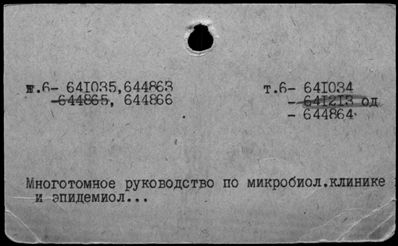 т.6- 641035,644863 т.6- 641034
-644865, 644866 - 641213 од
- 644864
Многотомное руководство по микробиол.клинике
и эпидемиол...